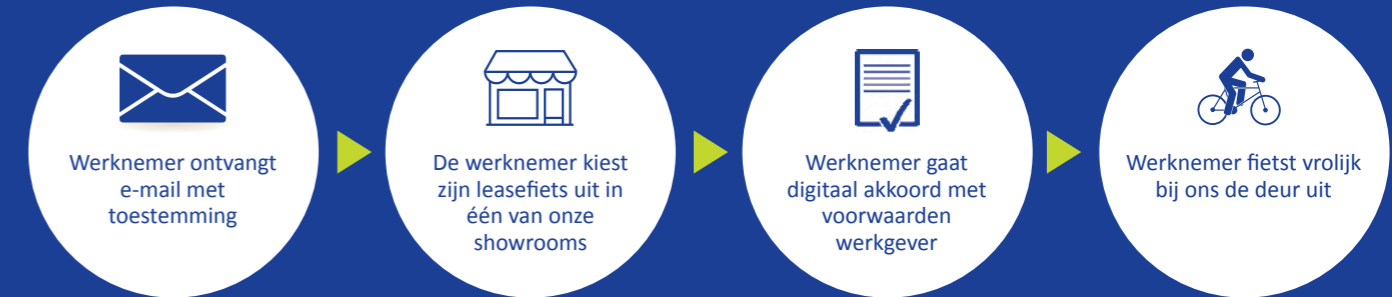 Werknemer ontvangt
e-mail met
toestemming
De werknemer kiest
zijn leasefiets uit in
één van onze
showrooms
Werknemer gaat
digitaal akkoord met
voorwaarden
werkgever
Werknemer fietst vrolijk
bij ons de deur uit